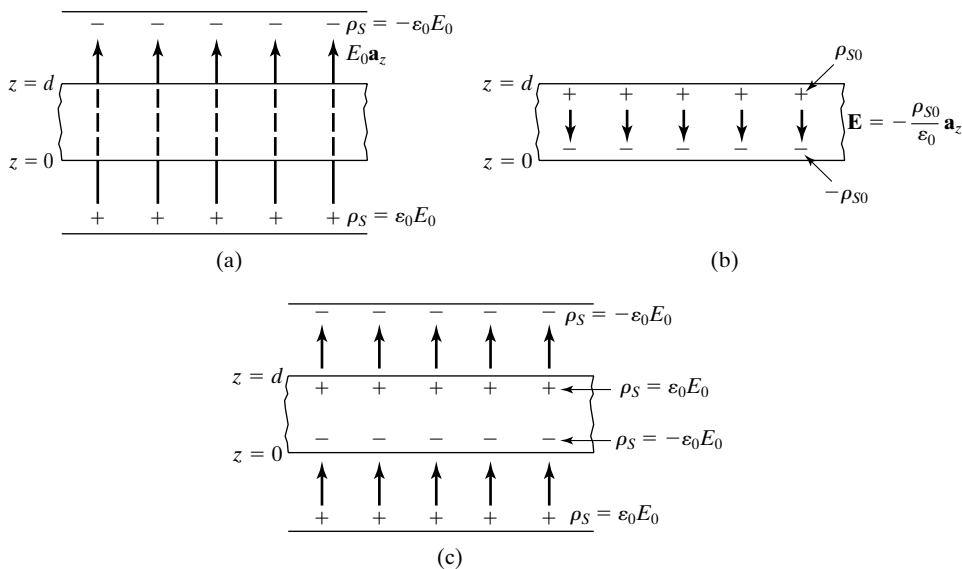 − − − − − ρS = −ε0E0
E0az
z = d
z = 0
+ + + + + ρS = ε0E0
(a)
ρS0
+ + + + +
E = − ρS0/ε0 az
− − − − −
−ρS0
z = d
z = 0
(b)
− − − − − ρS = −ε0E0
z = d
+ + + + + ρS = ε0E0
− − − − − ρS = −ε0E0
z = 0
+ + + + + ρS = ε0E0
(c)